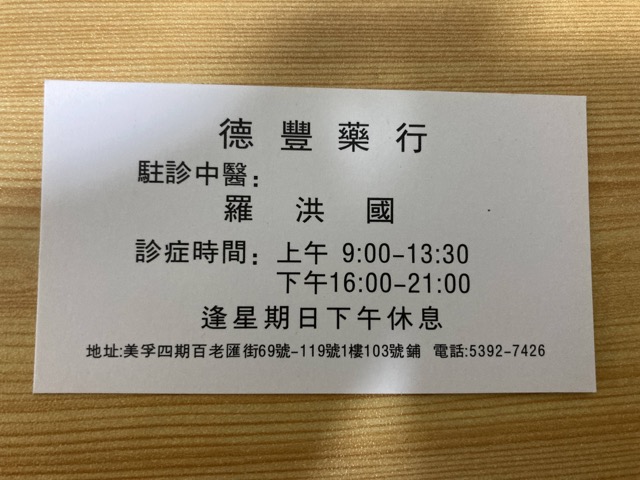 德豐藥行
駐診中醫：
羅洪國
診症時間：上午 9:00-13:30
下午16:00-21:00
逢星期日下午休息
地址:美孚四期百老匯街69號-119號1樓103號鋪 電話:5392-7426